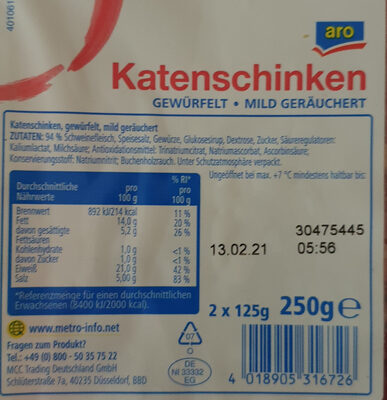 401061
aro
Katenschinken
GEWÜRFELT • MILD GERÄUCHERT
Katenschinken, gewürfelt, mild geräuchert
ZUTATEN: 94 % Schweinefleisch, Speisesalz, Gewürze, Glukosesirup, Dextrose, Zucker, Säureregulatoren:
Kaliumlactat, Milchsäure; Antioxidationsmittel: Trinatriumcitrat, Natriumascorbat, Ascorbinsäure;
Konservierungsstoff: Natriumnitrit; Buchenholzrauch. Unter Schutzatmosphäre verpackt.
Ungeöffnet bei max. +7 °C mindestens haltbar bis:
Durchschnittliche Nährwerte pro 100 g % RI* pro 100 g
Brennwert 892 kJ/214 kcal 11 %
Fett 14,0 g 20 %
davon gesättigte Fettsäuren 5,2 g 26 %
Kohlenhydrate 1,0 g <1 %
davon Zucker 1,0 g <1 %
Eiweiß 21,0 g 42 %
Salz 5,00 g 83 %
*Referenzmenge für einen durchschnittlichen
Erwachsenen (8400 kJ/2000 kcal).
30475445
13.02.21 05:56
2 x 125g 250g e
www.metro-info.net
Fragen zum Produkt?
Tel.: +49 (0) 800 - 50 35 75 22
MCC Trading Deutschland GmbH
Schlüterstraße 7a, 40235 Düsseldorf, BBD
07
O
DE
NI 33332
EG
4 018905 316726